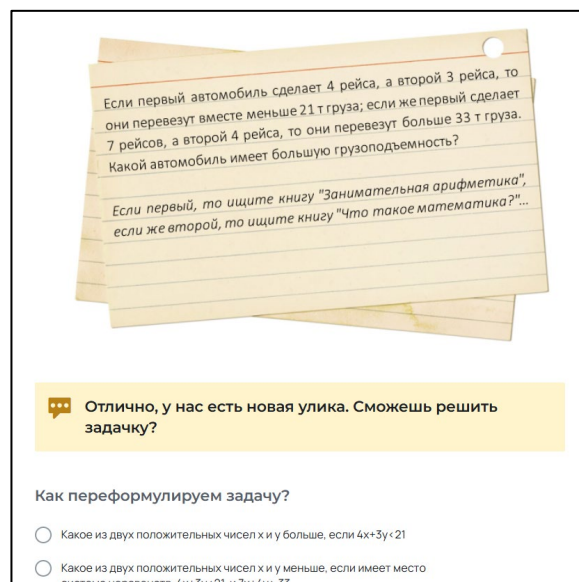 Если первый автомобиль сделает 4 рейса, а второй 3 рейса, то
они перевезут вместе меньше 21 т груза; если же первый сделает
7 рейсов, а второй 4 рейса, то они перевезут больше 33 т груза.
Какой автомобиль имеет большую грузоподъемность?
Если первый, то ищите книгу "Занимательная арифметика",
если же второй, то ищите книгу "Что такое математика?"...
Отлично, у нас есть новая улика. Сможешь решить
задачку?
Как переформулируем задачу?
Какое из двух положительных чисел x и y больше, если 4x+3y<21
Какое из двух положительных чисел x и y меньше, если имеет место